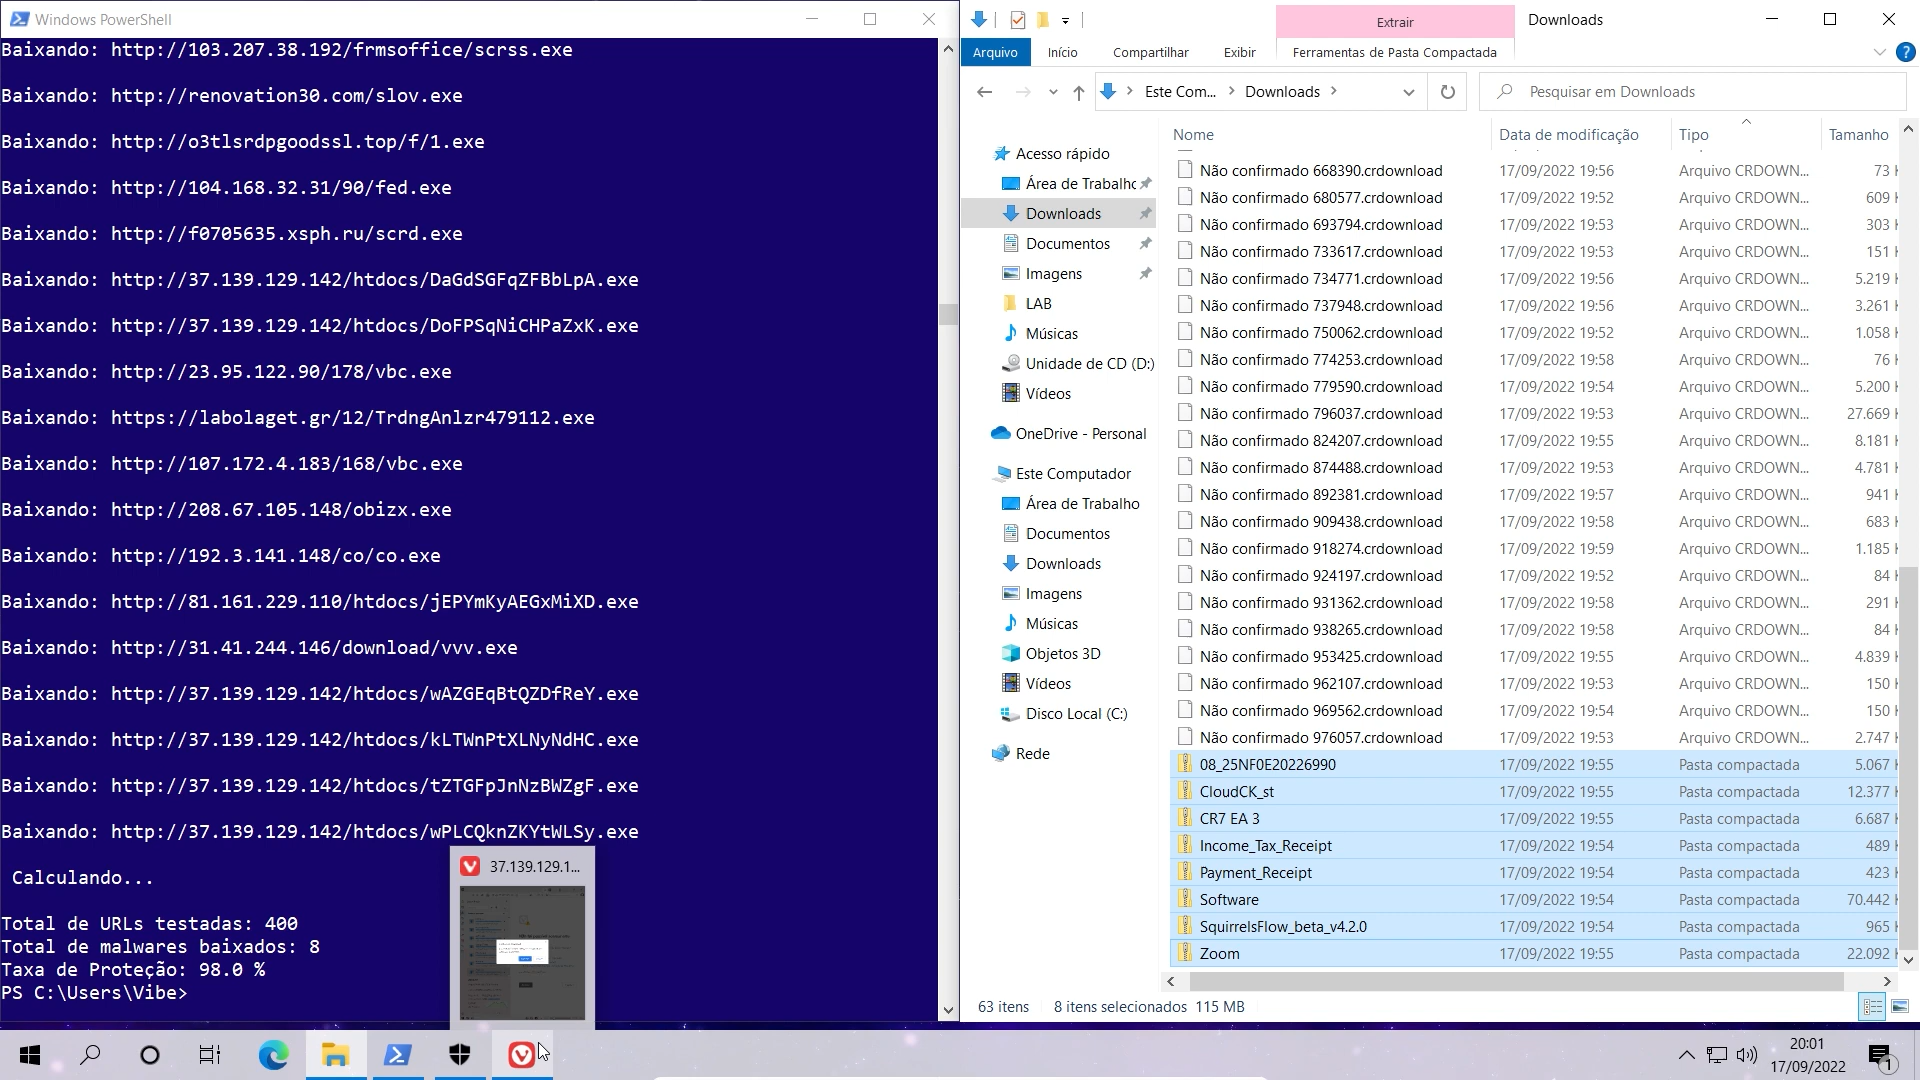 Windows PowerShell
Baixando: http://103.207.38.192/frmsoffice/scrss.exe
Baixando: http://renovation30.com/slov.exe
Baixando: http://o3tlsrdpgoodssl.top/f/1.exe
Baixando: http://104.168.32.31/90/fed.exe
Baixando: http://f0705635.xsph.ru/scrd.exe
Baixando: http://37.139.129.142/htdocs/DaGdSGFqZFBbLpA.exe
Baixando: http://37.139.129.142/htdocs/DoFPSqNiCHPaZxK.exe
Baixando: http://23.95.122.90/178/vbc.exe
Baixando: https://labolaget.gr/12/TrdngAnlzr479112.exe
Baixando: http://107.172.4.183/168/vbc.exe
Baixando: http://208.67.105.148/obizx.exe
Baixando: http://192.3.141.148/co/co.exe
Baixando: http://81.161.229.110/htdocs/jEPYmKyAEGxMiXD.exe
Baixando: http://31.41.244.146/download/vvv.exe
Baixando: http://37.139.129.142/htdocs/wAZGEqBtQZDfReY.exe
Baixando: http://37.139.129.142/htdocs/kLTWnPtXLNyNdHC.exe
Baixando: http://37.139.129.142/htdocs/tZTGFpJnNzBWZgF.exe
Baixando: http://37.139.129.142/htdocs/wPLCQknZKYtWLSy.exe
Calculando...
Total de URLs testadas: 400
Total de malwares baixados: 8
Taxa de Proteção: 98.0 %
PS C:\Users\Vibe>
37.139.129.1...
Extrair
Downloads
Arquivo
Início
Compartilhar
Exibir
Ferramentas de Pasta Compactada
Este Com... > Downloads >
Pesquisar em Downloads
Acesso rápido
Área de Trabalho
Downloads
Documentos
Imagens
LAB
Músicas
Unidade de CD (D:)
Vídeos
OneDrive - Personal
Este Computador
Área de Trabalho
Documentos
Downloads
Imagens
Músicas
Objetos 3D
Vídeos
Disco Local (C:)
Rede
Nome Data de modificação Tipo Tamanho
Não confirmado 668390.crdownload 17/09/2022 19:56 Arquivo CRDOWN... 73 K
Não confirmado 680577.crdownload 17/09/2022 19:52 Arquivo CRDOWN... 609 K
Não confirmado 693794.crdownload 17/09/2022 19:53 Arquivo CRDOWN... 303 K
Não confirmado 733617.crdownload 17/09/2022 19:53 Arquivo CRDOWN... 151 K
Não confirmado 734771.crdownload 17/09/2022 19:56 Arquivo CRDOWN... 5.219 K
Não confirmado 737948.crdownload 17/09/2022 19:56 Arquivo CRDOWN... 3.261 K
Não confirmado 750062.crdownload 17/09/2022 19:52 Arquivo CRDOWN... 1.058 K
Não confirmado 774253.crdownload 17/09/2022 19:58 Arquivo CRDOWN... 76 K
Não confirmado 779590.crdownload 17/09/2022 19:54 Arquivo CRDOWN... 5.200 K
Não confirmado 796037.crdownload 17/09/2022 19:53 Arquivo CRDOWN... 27.669 K
Não confirmado 824207.crdownload 17/09/2022 19:55 Arquivo CRDOWN... 8.181 K
Não confirmado 874488.crdownload 17/09/2022 19:53 Arquivo CRDOWN... 4.781 K
Não confirmado 892381.crdownload 17/09/2022 19:57 Arquivo CRDOWN... 941 K
Não confirmado 909438.crdownload 17/09/2022 19:58 Arquivo CRDOWN... 683 K
Não confirmado 918274.crdownload 17/09/2022 19:59 Arquivo CRDOWN... 1.185 K
Não confirmado 924197.crdownload 17/09/2022 19:52 Arquivo CRDOWN... 84 K
Não confirmado 931362.crdownload 17/09/2022 19:58 Arquivo CRDOWN... 291 K
Não confirmado 938265.crdownload 17/09/2022 19:58 Arquivo CRDOWN... 84 K
Não confirmado 953425.crdownload 17/09/2022 19:55 Arquivo CRDOWN... 4.839 K
Não confirmado 962107.crdownload 17/09/2022 19:53 Arquivo CRDOWN... 150 K
Não confirmado 969562.crdownload 17/09/2022 19:54 Arquivo CRDOWN... 150 K
Não confirmado 976057.crdownload 17/09/2022 19:53 Arquivo CRDOWN... 2.747 K
08_25NF0E20226990 17/09/2022 19:55 Pasta compactada 5.067 K
CloudCK_st 17/09/2022 19:55 Pasta compactada 12.377 K
CR7 EA 3 17/09/2022 19:55 Pasta compactada 6.687 K
Income_Tax_Receipt 17/09/2022 19:54 Pasta compactada 489 K
Payment_Receipt 17/09/2022 19:54 Pasta compactada 423 K
Software 17/09/2022 19:54 Pasta compactada 70.442 K
SquirrelsFlow_beta_v4.2.0 17/09/2022 19:54 Pasta compactada 965 K
Zoom 17/09/2022 19:55 Pasta compactada 22.092 K
63 itens 8 itens selecionados 115 MB
20:01
17/09/2022
1